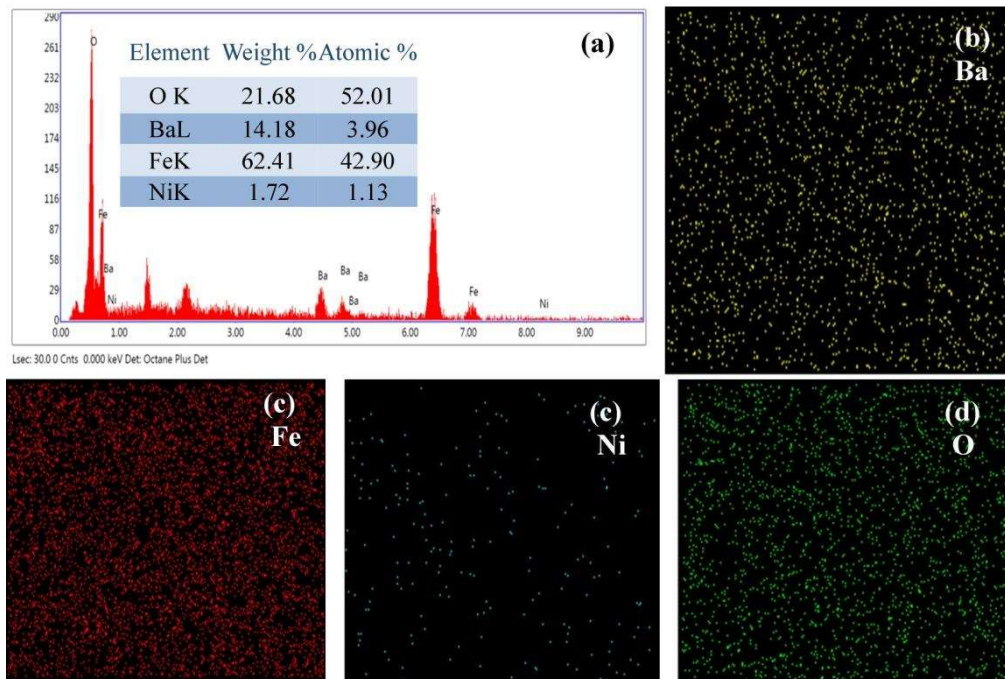 290
261
232
203
174
145
116
87
58
29
0
(a)
Element Weight % Atomic %
O K 21.68 52.01
BaL 14.18 3.96
FeK 62.41 42.90
NiK 1.72 1.13
O
Fe
Ba
Ni
Ba
Ba
Ba
Ba
Fe
Fe
Ni
0.00 1.00 2.00 3.00 4.00 5.00 6.00 7.00 8.00 9.00
Lsec: 30.0 0 Cnts 0.000 keV Det: Octane Plus Det
(b)
Ba
(c)
Fe
(c)
Ni
(d)
O